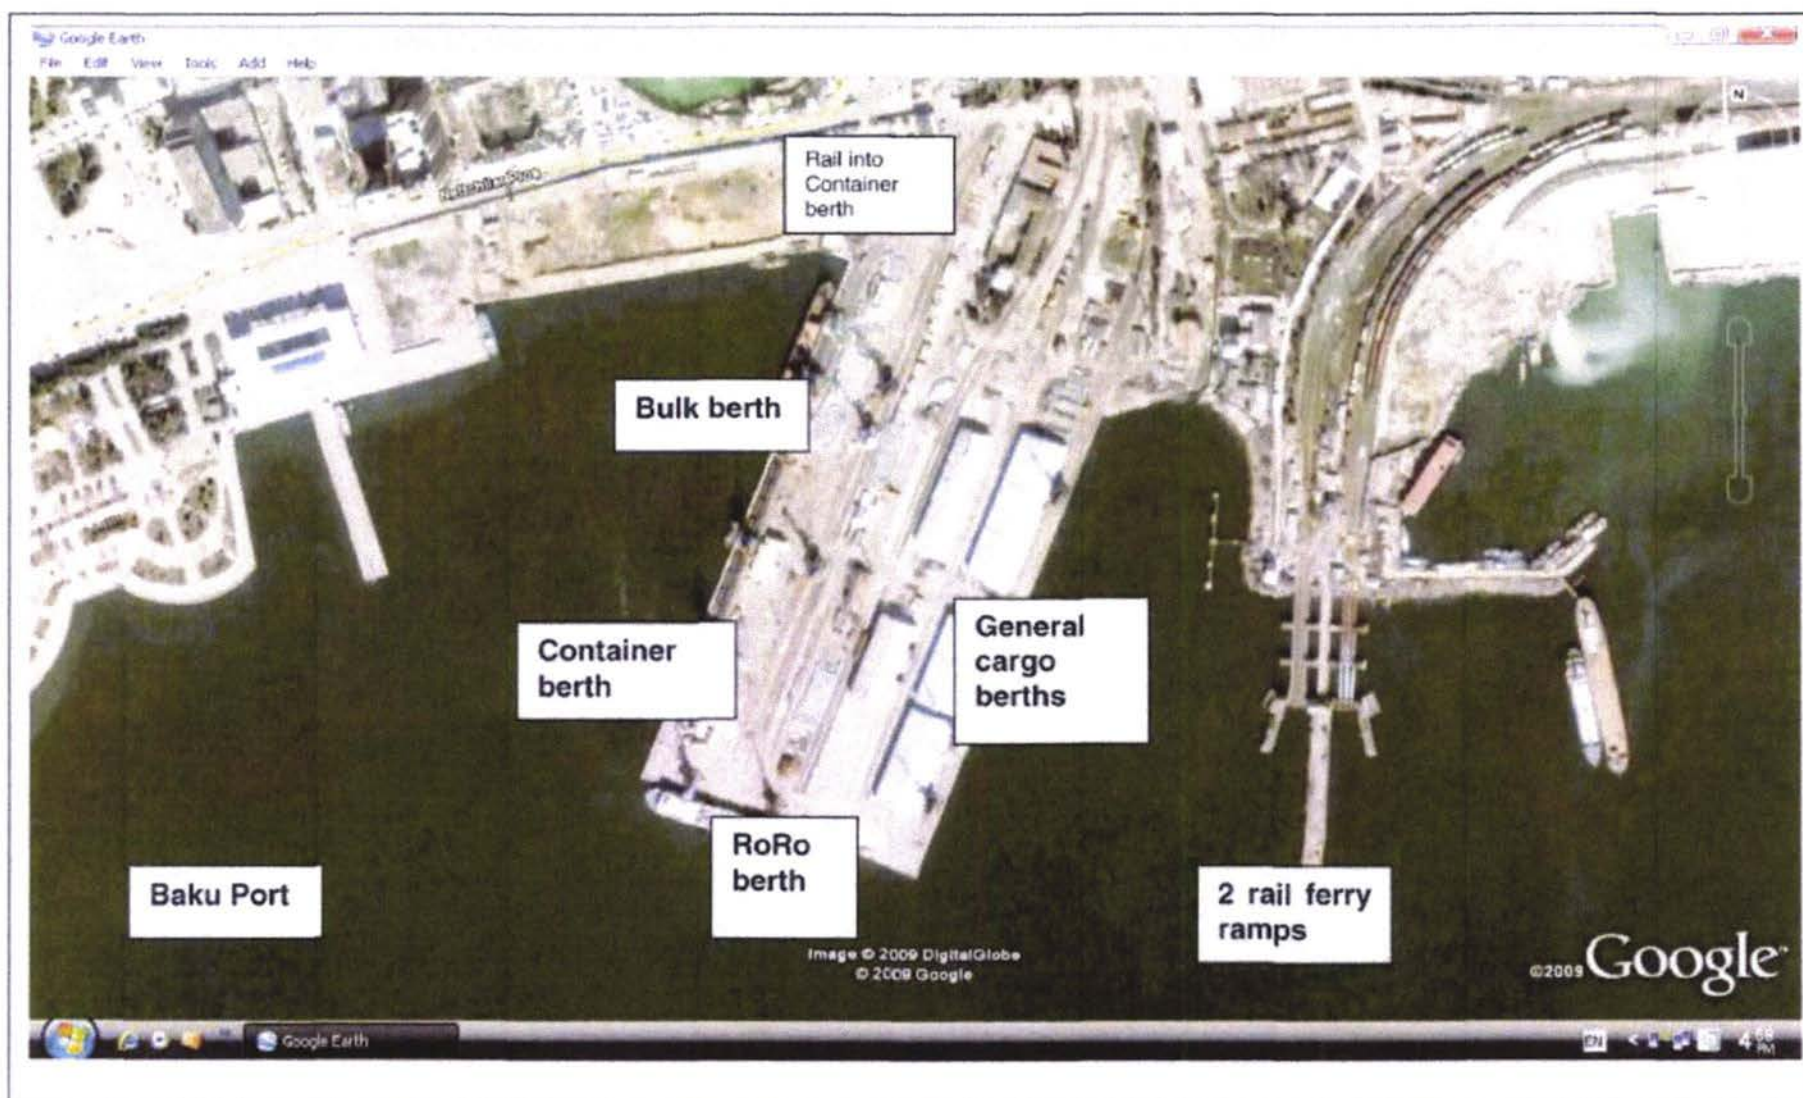 Google Earth
File Edit View Tools Add Help
N
Rail into
Container
berth
Bulk berth
Container
berth
General
cargo
berths
RoRo
berth
Baku Port
2 rail ferry
ramps
Image © 2009 DigitalGlobe
© 2009 Google
©2009 Google
Google Earth
EN
PM